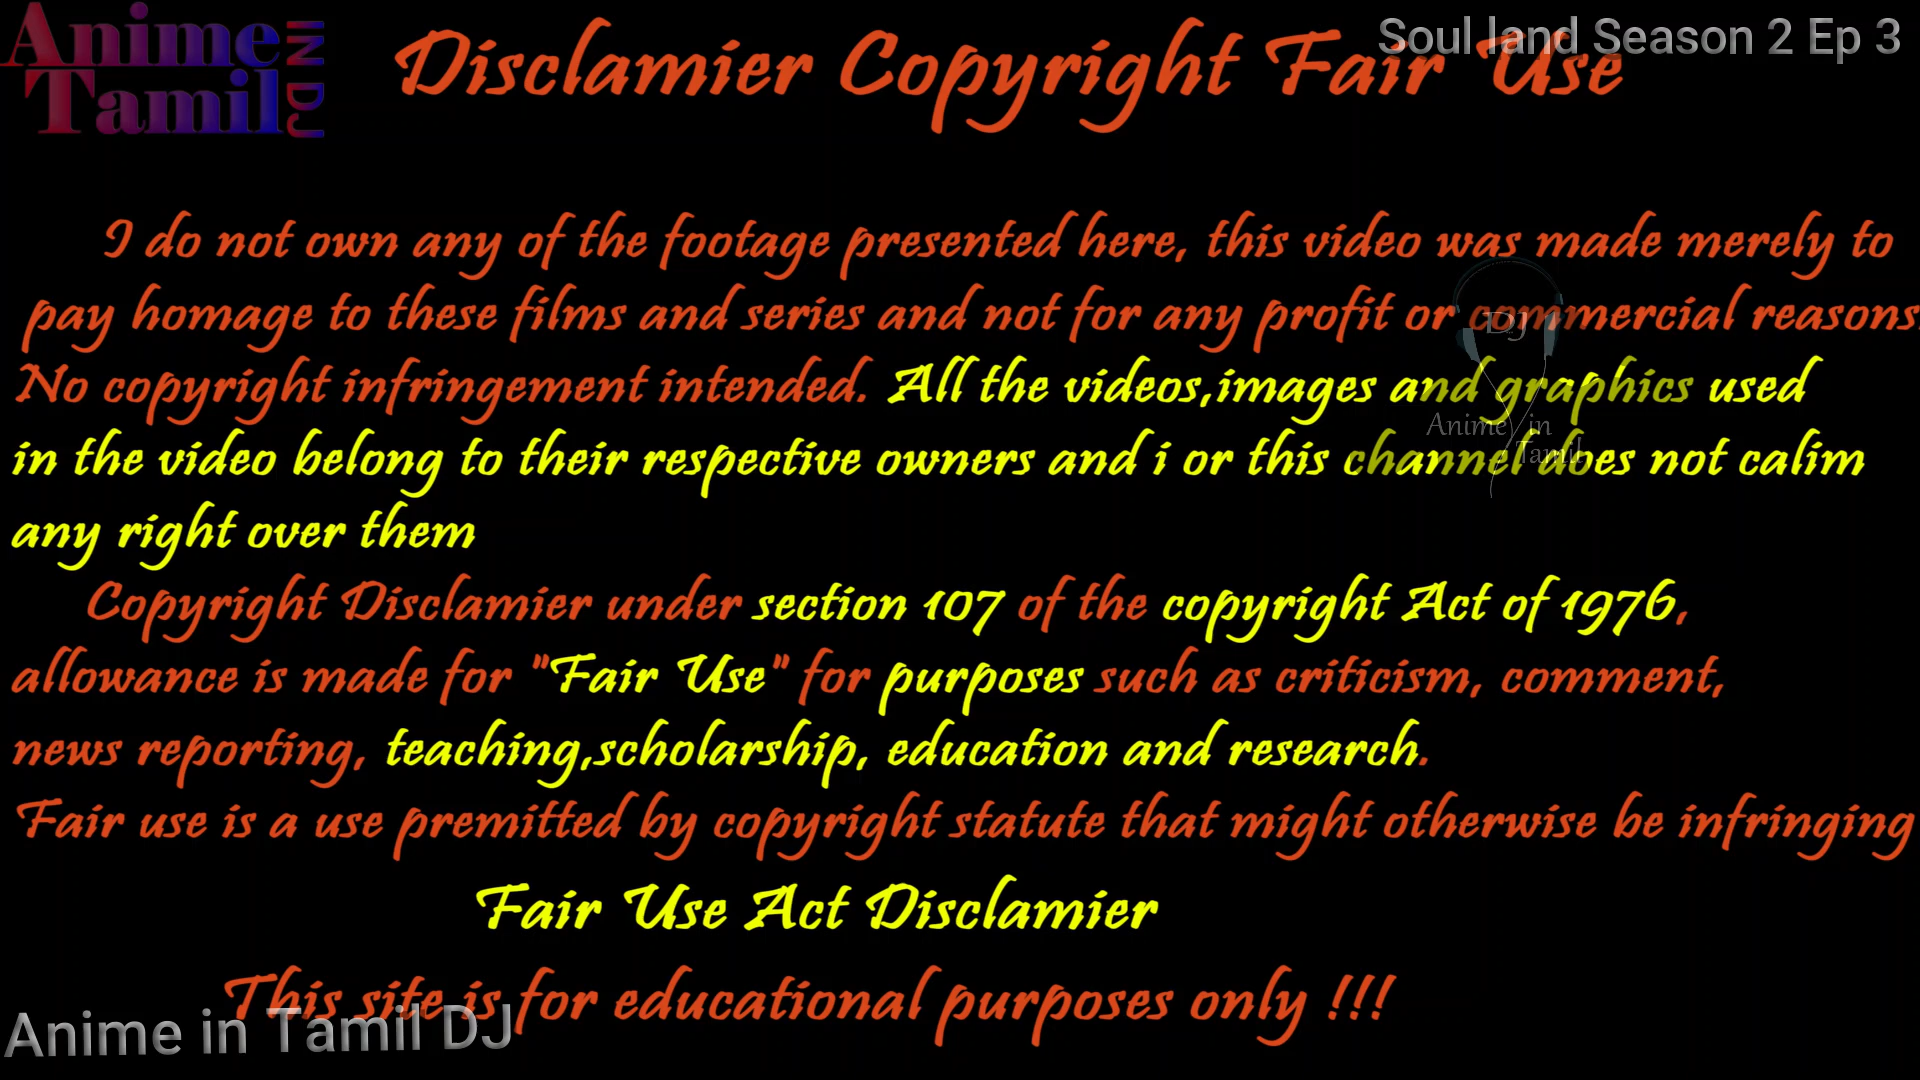 Anime IN DJ
Tamil
Soul land Season 2 Ep 3
Disclamier Copyright Fair Use
I do not own any of the footage presented here, this video was made merely to
pay homage to these films and series and not for any profit or commercial reasons.
No copyright infringement intended. All the videos,images and graphics used
in the video belong to their respective owners and i or this channel does not calim
any right over them
DJ
Anime in
Tamil
Copyright Disclamier under section 107 of the copyright Act of 1976,
allowance is made for "Fair Use" for purposes such as criticism, comment,
news reporting, teaching,scholarship, education and research.
Fair use is a use premitted by copyright statute that might otherwise be infringing
Fair Use Act Disclamier
This site is for educational purposes only !!!
Anime in Tamil DJ